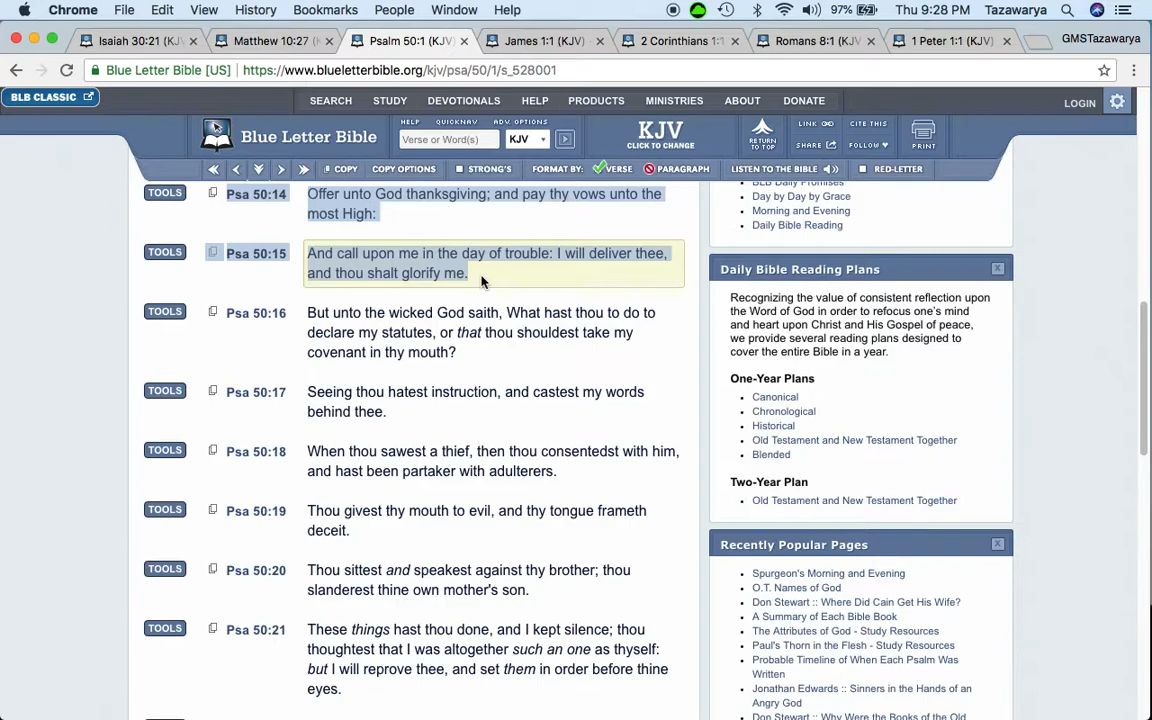 Chrome File Edit View History Bookmarks People Window Help 97% Thu 9:28 PM Tazawarya
Isaiah 30:21 (KJV Matthew 10:27 (KJV Psalm 50:1 (KJV) James 1:1 (KJV) 2 Corinthians 1:1 Romans 8:1 (KJV) 1 Peter 1:1 (KJV) GMSTazawarya
Blue Letter Bible [US] https://www.blueletterbible.org/kjv/psa/50/1/s_528001
BLB CLASSIC SEARCH STUDY DEVOTIONALS HELP PRODUCTS MINISTRIES ABOUT DONATE LOGIN
Blue Letter Bible
HELP QUICKNAV ADV. OPTIONS
Verse or Word(s) KJV
KJV
CLICK TO CHANGE
RETURN
TO TOP
LINK CITE THIS
SHARE FOLLOW
PRINT
COPY COPY OPTIONS STRONG'S FORMAT BY: VERSE PARAGRAPH LISTEN TO THE BIBLE RED-LETTER
TOOLS Psa 50:14 Offer unto God thanksgiving; and pay thy vows unto the
most High:
TOOLS Psa 50:15 And call upon me in the day of trouble: I will deliver thee,
and thou shalt glorify me.
TOOLS Psa 50:16 But unto the wicked God saith, What hast thou to do to
declare my statutes, or that thou shouldest take my
covenant in thy mouth?
TOOLS Psa 50:17 Seeing thou hatest instruction, and castest my words
behind thee.
TOOLS Psa 50:18 When thou sawest a thief, then thou consentedst with him,
and hast been partaker with adulterers.
TOOLS Psa 50:19 Thou givest thy mouth to evil, and thy tongue frameth
deceit.
TOOLS Psa 50:20 Thou sittest and speakest against thy brother; thou
slanderest thine own mother's son.
TOOLS Psa 50:21 These things hast thou done, and I kept silence; thou
thoughtest that I was altogether such an one as thyself:
but I will reprove thee, and set them in order before thine
eyes.
BLB Daily Promises
Day by Day by Grace
Morning and Evening
Daily Bible Reading
Daily Bible Reading Plans
Recognizing the value of consistent reflection upon
the Word of God in order to refocus one's mind
and heart upon Christ and His Gospel of peace,
we provide several reading plans designed to
cover the entire Bible in a year.
One-Year Plans
Canonical
Chronological
Historical
Old Testament and New Testament Together
Blended
Two-Year Plan
Old Testament and New Testament Together
Recently Popular Pages
Spurgeon's Morning and Evening
O.T. Names of God
Don Stewart :: Where Did Cain Get His Wife?
A Summary of Each Bible Book
The Attributes of God - Study Resources
Paul's Thorn in the Flesh - Study Resources
Probable Timeline of When Each Psalm Was
Written
Jonathan Edwards :: Sinners in the Hands of an
Angry God
Don Stewart :: Why Were the Books of the Old